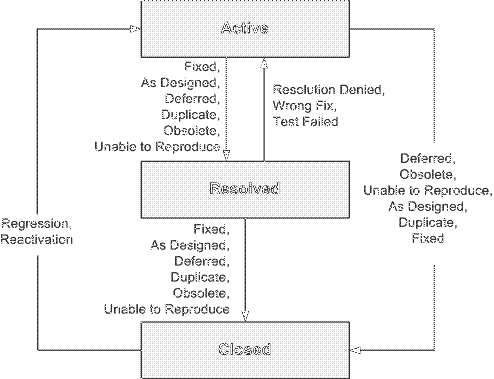 Active
Fixed,
As Designed,
Deferred,
Duplicate,
Obsolete,
Unable to Reproduce
Resolution Denied,
Wrong Fix,
Test Failed
Deferred,
Obsolete,
Unable to Reproduce,
As Designed,
Duplicate,
Fixed
Resolved
Regression,
Reactivation
Fixed,
As Designed,
Deferred,
Duplicate,
Obsolete,
Unable to Reproduce
Closed